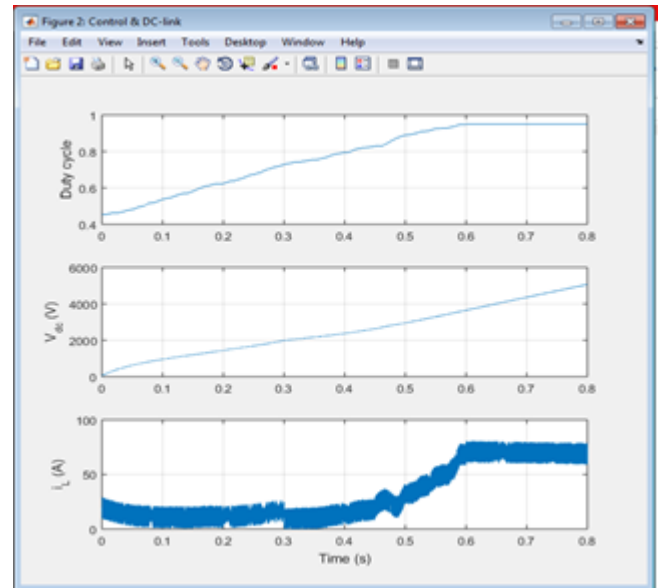 Figure 2: Control & DC-link
File Edit View Insert Tools Desktop Window Help
Duty cycle
1
0.8
0.6
0.4
0 0.1 0.2 0.3 0.4 0.5 0.6 0.7 0.8
V_dc (V)
6000
4000
2000
0
0 0.1 0.2 0.3 0.4 0.5 0.6 0.7 0.8
i_L (A)
100
50
0
0 0.1 0.2 0.3 0.4 0.5 0.6 0.7 0.8
Time (s)